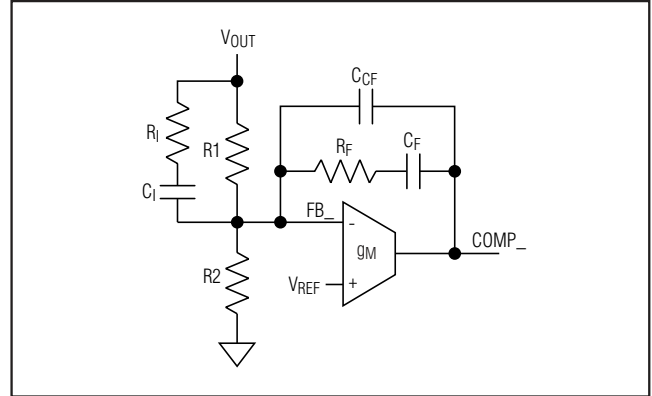 VOUT
CCF
RI
R1
RF
CF
CI
FB_
-
gM
COMP_
R2
VREF
+